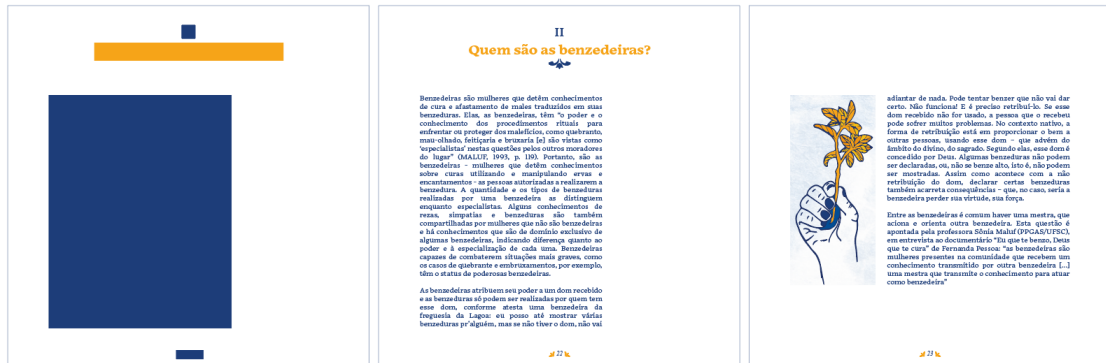 II
Quem são as benzedeiras?
Benzedeiras são mulheres que detêm conhecimentos
de cura e afastamento de males traduzidos em suas
benzeduras. Elas, as benzedeiras, têm “o poder e o
conhecimento dos procedimentos rituais para
enfrentar ou proteger dos malefícios, como quebranto,
mau-olhado, feitiçaria e bruxaria [e] são vistas como
‘especialistas’ nestas questões pelos outros moradores
do lugar” (MALUF, 1993, p. 119). Portanto, são as
benzedeiras – mulheres que detêm conhecimentos
sobre curas utilizando e manipulando ervas e
encantamentos - as pessoas autorizadas a realizarem a
benzedura. A quantidade e os tipos de benzeduras
realizadas por uma benzedeira as distinguem
enquanto especialistas. Alguns conhecimentos de
rezas, simpatias e benzeduras são também
compartilhadas por mulheres que não são benzedeiras
e há conhecimentos que são de domínio exclusivo de
algumas benzedeiras, indicando diferença quanto ao
poder e à especialização de cada uma. Benzedeiras
capazes de combaterem situações mais graves, como
os casos de quebrante e embruxamentos, por exemplo,
têm o status de poderosas benzedeiras.
As benzedeiras atribuem seu poder a um dom recebido
e as benzeduras só podem ser realizadas por quem tem
esse dom, conforme atesta uma benzedeira da
freguesia da Lagoa: eu posso até mostrar várias
benzeduras pr’alguém, mas se não tiver o dom, não vai
22
adiantar de nada. Pode tentar benzer que não vai dar
certo. Não funciona! E é preciso retribuí-lo. Se esse
dom recebido não for usado, a pessoa que o recebeu
pode sofrer muitos problemas. No contexto nativo, a
forma de retribuição está em proporcionar o bem a
outras pessoas, usando esse dom – que advém do
âmbito do divino, do sagrado. Segundo elas, esse dom é
concedido por Deus. Algumas benzeduras não podem
ser declaradas, ou, não se benze alto, isto é, não podem
ser mostradas. Assim como acontece com a não
retribuição do dom, declarar certas benzeduras
também acarreta consequências – que, no caso, seria a
benzedeira perder sua virtude, sua força.
Entre as benzedeiras é comum haver uma mestra, que
aciona e orienta outra benzedeira. Esta questão é
apontada pela professora Sônia Maluf (PPGAS/UFSC),
em entrevista ao documentário “Eu que te benzo, Deus
que te cura” de Fernanda Pessoa: “as benzedeiras são
mulheres presentes na comunidade que recebem um
conhecimento transmitido por outra benzedeira [...]
uma mestra que transmite o conhecimento para atuar
como benzedeira”
23